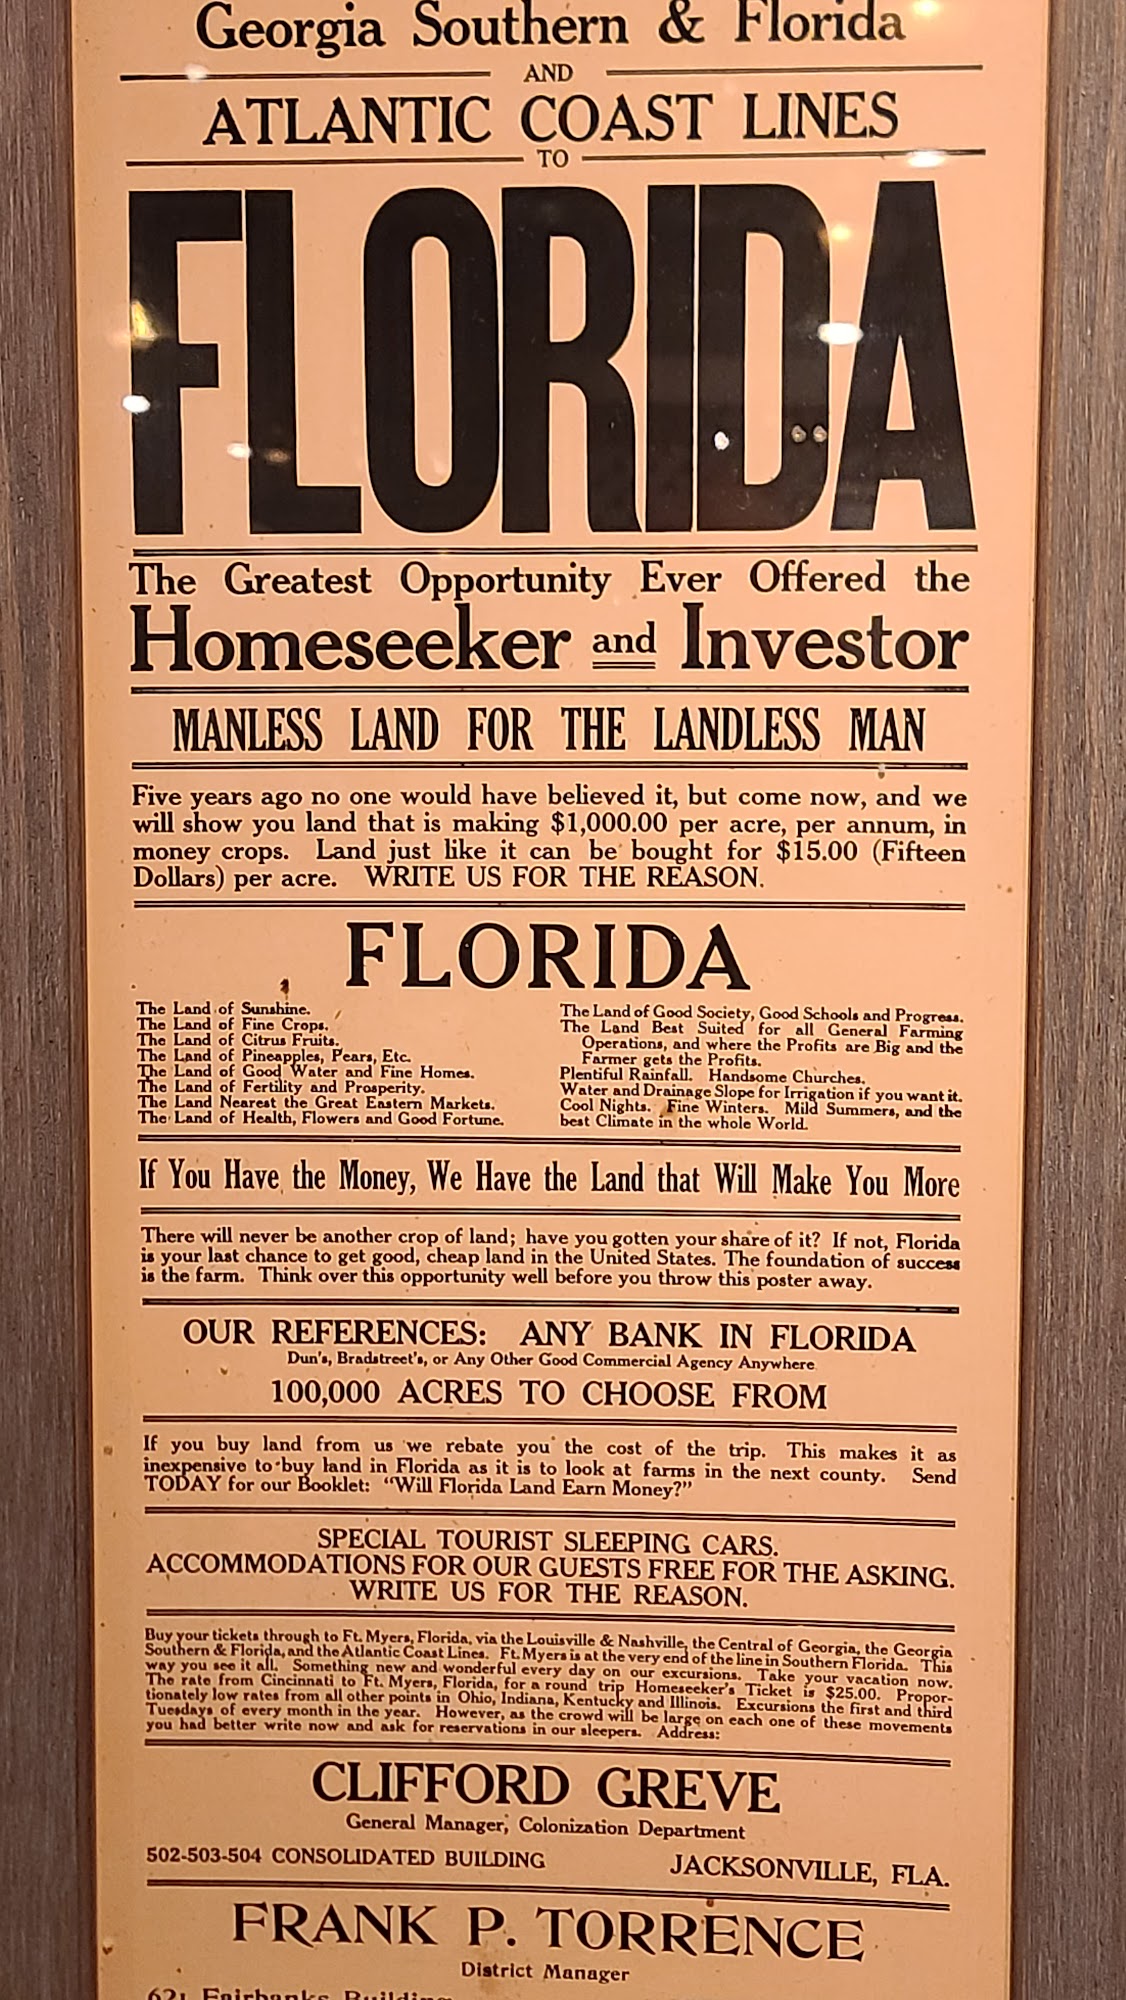 Georgia Southern & Florida
AND
ATLANTIC COAST LINES
TO
FLORIDA
The Greatest Opportunity Ever Offered the
Homeseeker and Investor
MANLESS LAND FOR THE LANDLESS MAN
Five years ago no one would have believed it, but come now, and we
will show you land that is making $1,000.00 per acre, per annum, in
money crops. Land just like it can be bought for $15.00 (Fifteen
Dollars) per acre. WRITE US FOR THE REASON.
FLORIDA
The Land of Sunshine.
The Land of Fine Crops.
The Land of Citrus Fruits.
The Land of Pineapples, Pears, Etc.
The Land of Good Water and Fine Homes.
The Land of Fertility and Prosperity.
The Land Nearest the Great Eastern Markets.
The Land of Health, Flowers and Good Fortune.
The Land of Good Society, Good Schools and Progress.
The Land Best Suited for all General Farming
Operations, and where the Profits are Big and the
Farmer gets the Profits.
Plentiful Rainfall. Handsome Churches.
Water and Drainage Slope for Irrigation if you want it.
Cool Nights. Fine Winters. Mild Summers, and the
best Climate in the whole World.
If You Have the Money, We Have the Land that Will Make You More
There will never be another crop of land; have you gotten your share of it? If not, Florida
is your last chance to get good, cheap land in the United States. The foundation of success
is the farm. Think over this opportunity well before you throw this poster away.
OUR REFERENCES: ANY BANK IN FLORIDA
Dun's, Bradstreet's, or Any Other Good Commercial Agency Anywhere
100,000 ACRES TO CHOOSE FROM
If you buy land from us we rebate you the cost of the trip. This makes it as
inexpensive to buy land in Florida as it is to look at farms in the next county. Send
TODAY for our Booklet: "Will Florida Land Earn Money?"
SPECIAL TOURIST SLEEPING CARS.
ACCOMMODATIONS FOR OUR GUESTS FREE FOR THE ASKING.
WRITE US FOR THE REASON.
Buy your tickets through to Ft. Myers, Florida, via the Louisville & Nashville, the Central of Georgia, the Georgia
Southern & Florida, and the Atlantic Coast Lines. Ft. Myers is at the very end of the line in Southern Florida. This
way you see it all. Something new and wonderful every day on our excursions. Take your vacation now.
The rate from Cincinnati to Ft. Myers, Florida, for a round trip Homeseeker's Ticket is $25.00. Propor-
tionately low rates from all other points in Ohio, Indiana, Kentucky and Illinois. Excursions the first and third
Tuesdays of every month in the year. However, as the crowd will be large on each one of these movements
you had better write now and ask for reservations in our sleepers. Address:
CLIFFORD GREVE
General Manager, Colonization Department
502-503-504 CONSOLIDATED BUILDING JACKSONVILLE, FLA.
FRANK P. TORRENCE
District Manager
621 Fairbanks Building